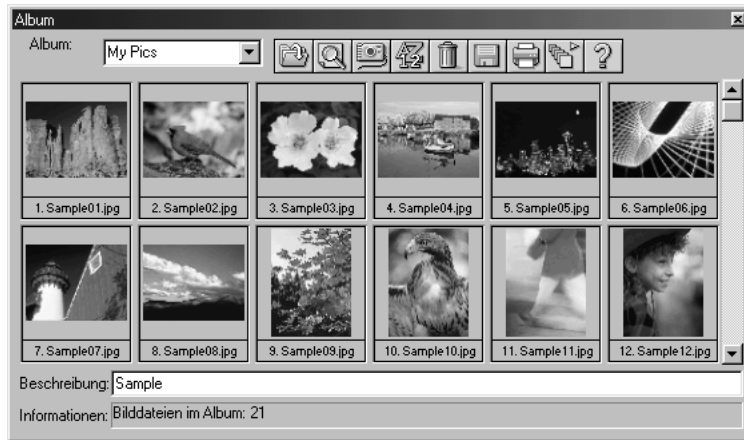 Album
Album: My Pics
1. Sample01.jpg 2. Sample02.jpg 3. Sample03.jpg 4. Sample04.jpg 5. Sample05.jpg 6. Sample06.jpg
7. Sample07.jpg 8. Sample08.jpg 9. Sample09.jpg 10. Sample10.jpg 11. Sample11.jpg 12. Sample12.jpg
Beschreibung: Sample
Informationen: Bilddateien im Album: 21